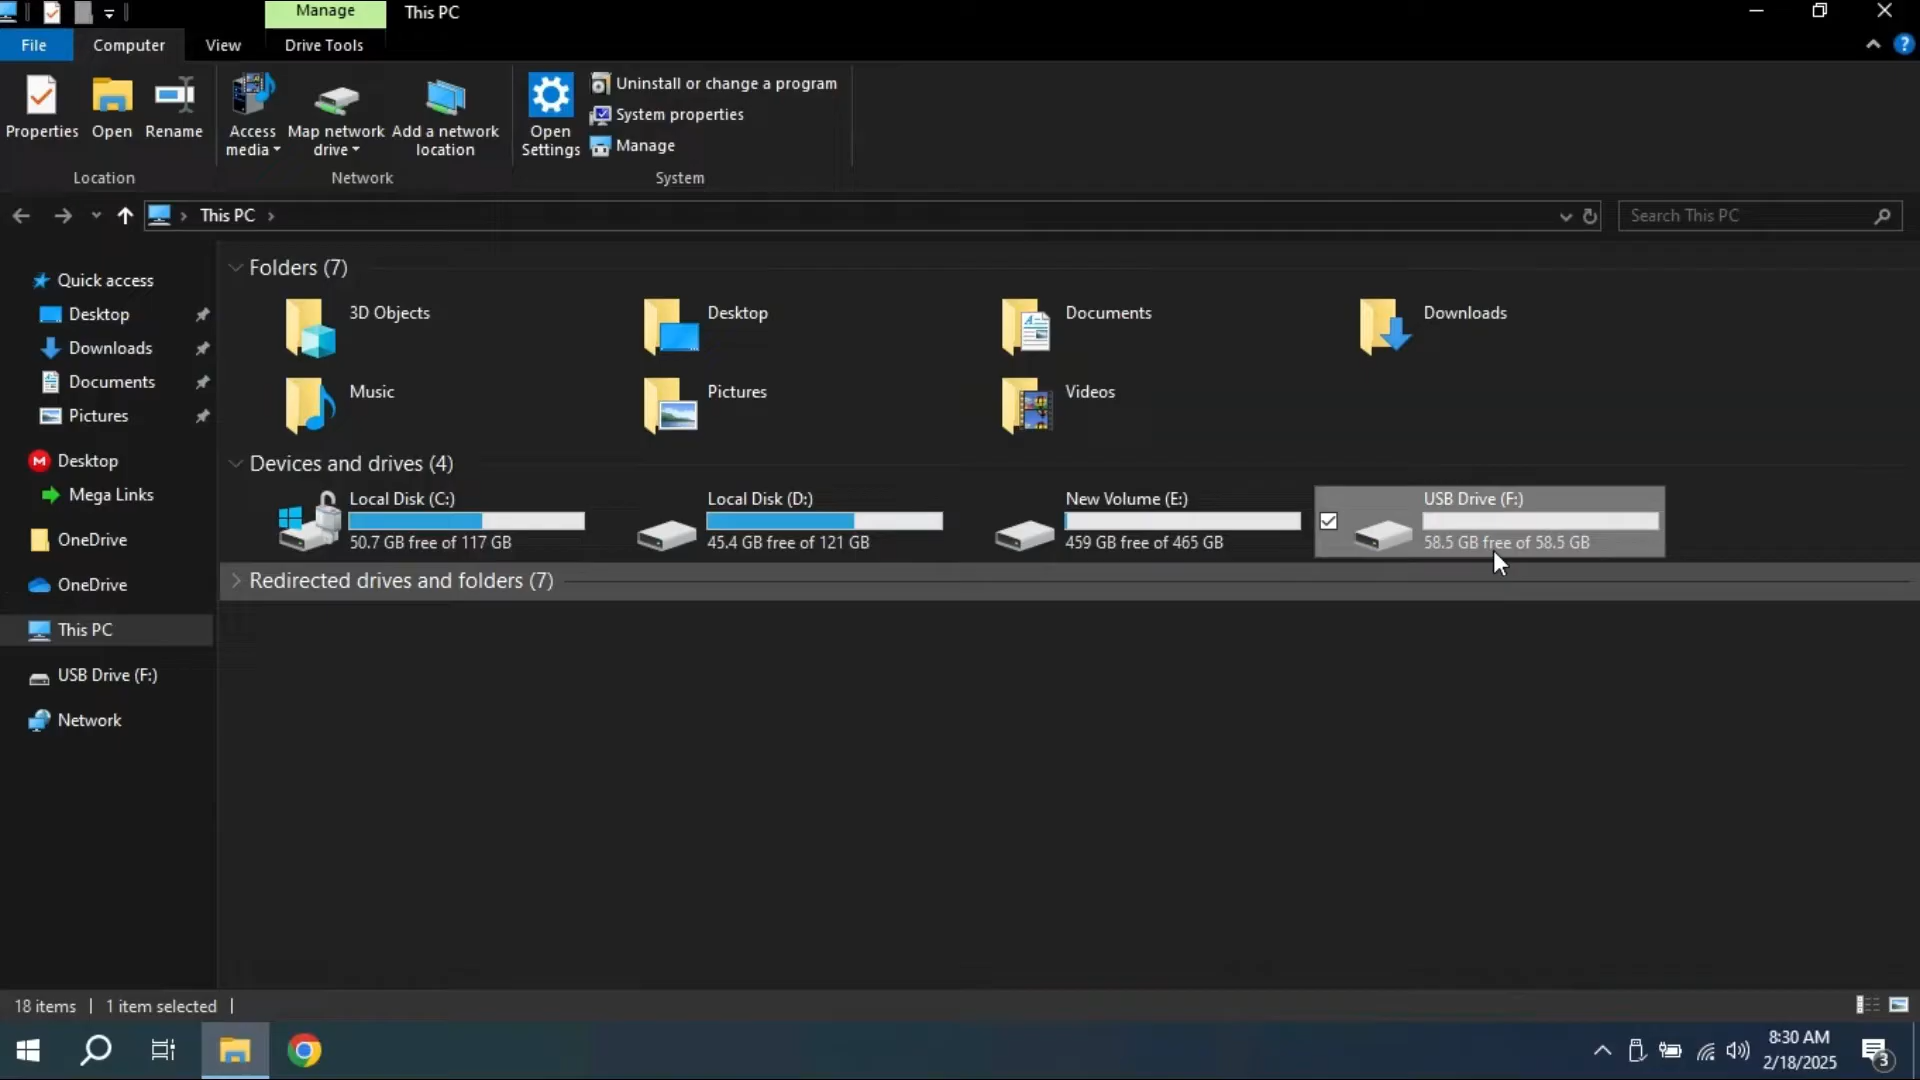 Manage
This PC
File
Computer
View
Drive Tools
Properties
Open
Rename
Access media
Map network drive
Add a network location
Open Settings
Uninstall or change a program
System properties
Manage
Location
Network
System
This PC
Search This PC
Quick access
Desktop
Downloads
Documents
Pictures
Desktop
Mega Links
OneDrive
OneDrive
This PC
USB Drive (F:)
Network
Folders (7)
3D Objects
Desktop
Documents
Downloads
Music
Pictures
Videos
Devices and drives (4)
Local Disk (C:)
50.7 GB free of 117 GB
Local Disk (D:)
45.4 GB free of 121 GB
New Volume (E:)
459 GB free of 465 GB
USB Drive (F:)
58.5 GB free of 58.5 GB
Redirected drives and folders (7)
18 items
1 item selected
8:30 AM
2/18/2025
3